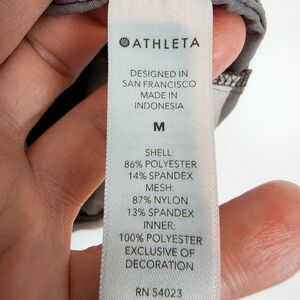 ATHLETA
DESIGNED IN
SAN FRANCISCO
MADE IN
INDONESIA
M
SHELL:
86% POLYESTER
14% SPANDEX
MESH:
87% NYLON
13% SPANDEX
INNER:
100% POLYESTER
EXCLUSIVE OF
DECORATION
RN 54023